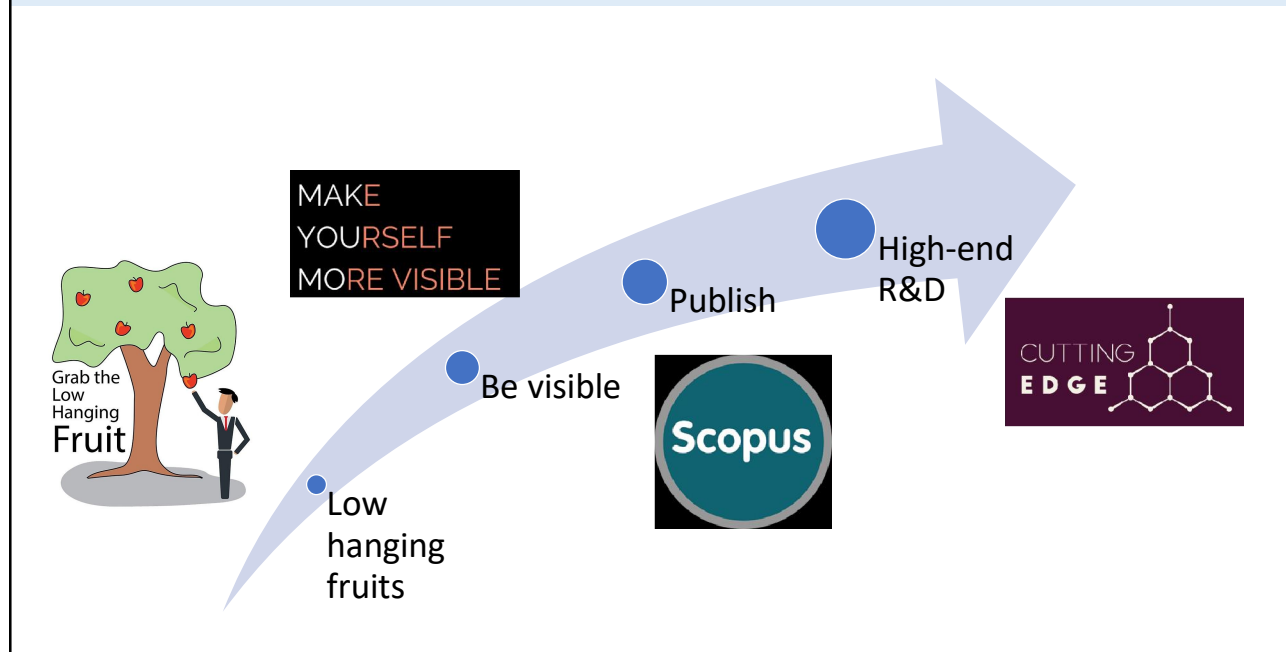 MAKE
YOURSELF
MORE VISIBLE
Grab the
Low
Hanging
Fruit
Low
hanging
fruits
Be visible
Publish
Scopus
High-end
R&D
CUTTING
EDGE